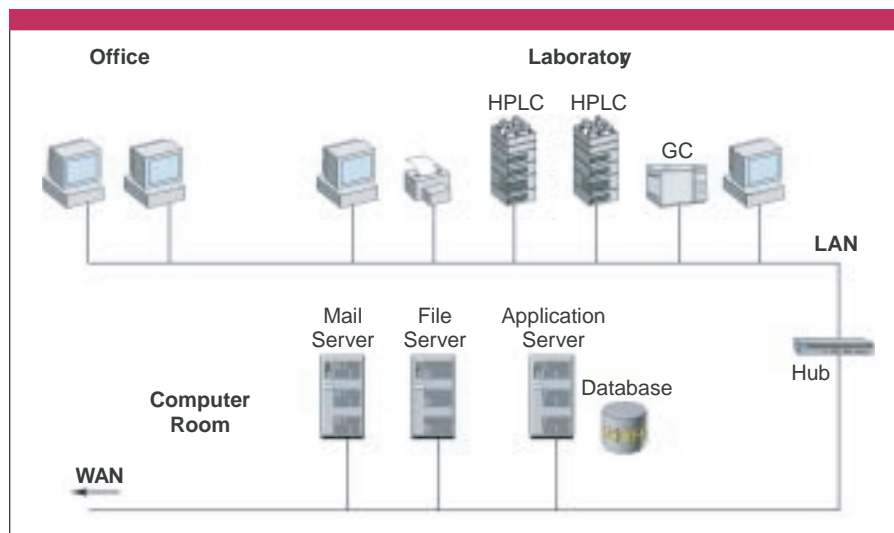 Office
Laboratoy
HPLC
HPLC
GC
LAN
Mail
Server
File
Server
Application
Server
Hub
Database
Computer
Room
WAN